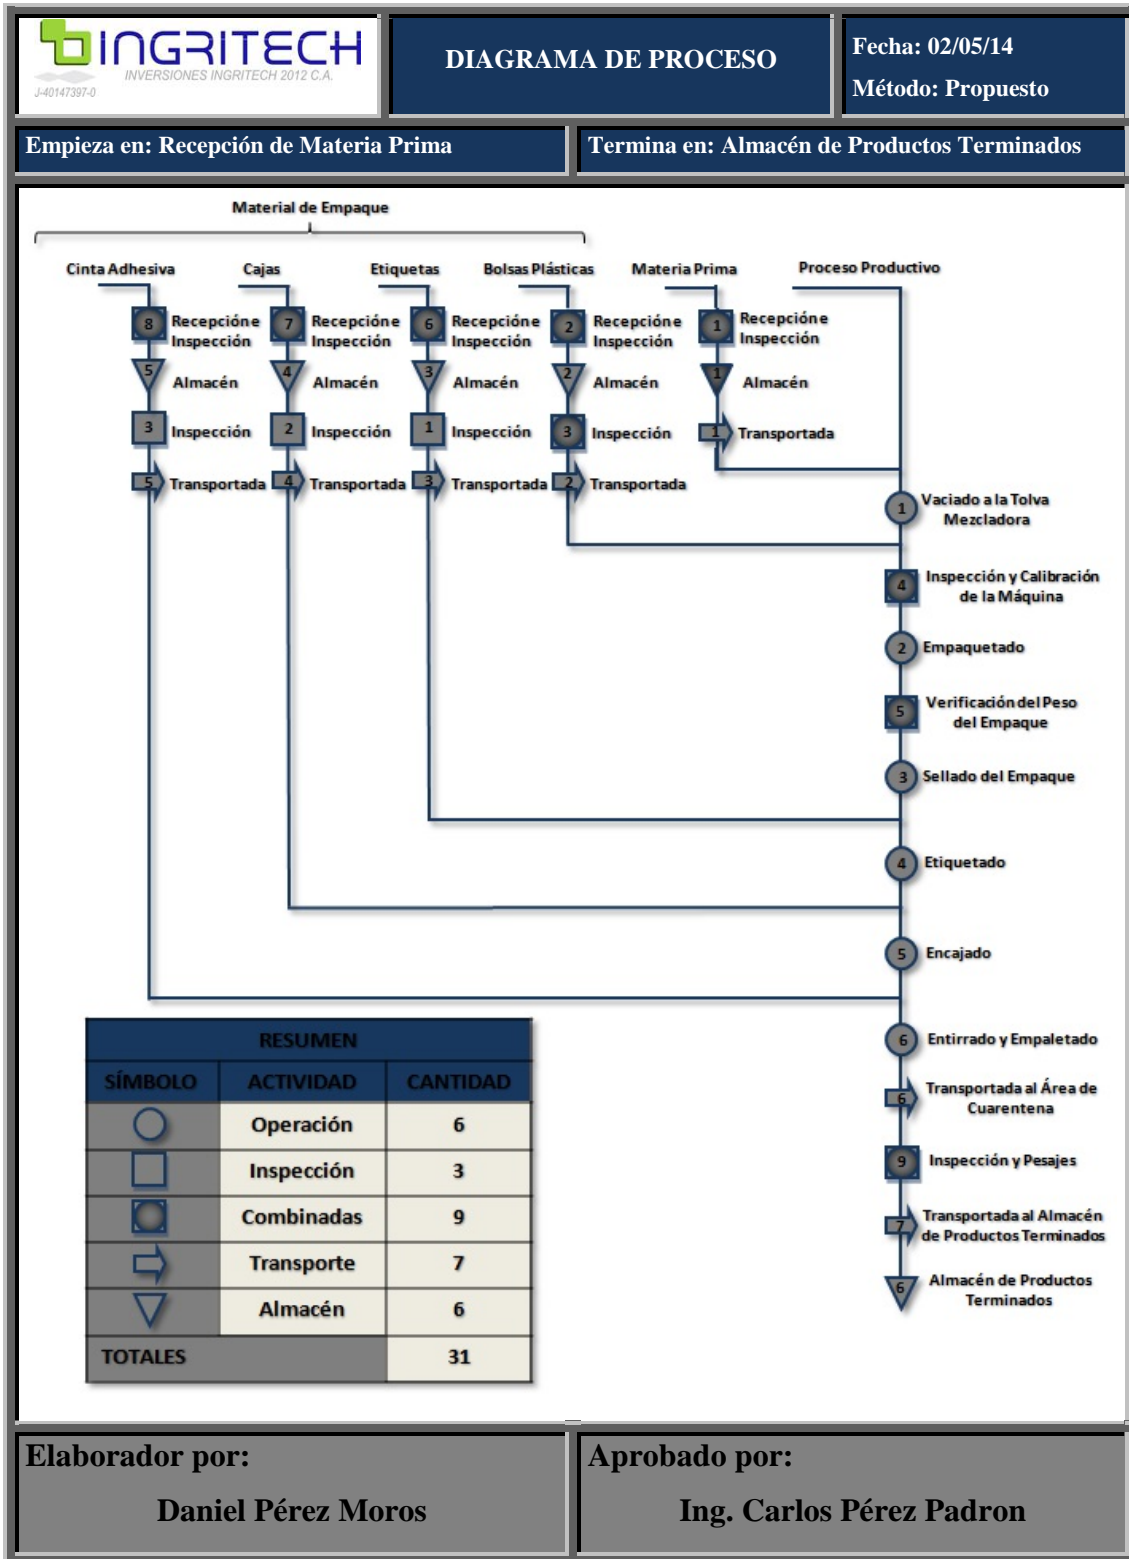 INGRITECH
INVERSIONES INGRITECH 2012 C.A.
J-40147397-0
DIAGRAMA DE PROCESO
Fecha: 02/05/14
Método: Propuesto
Empieza en: Recepción de Materia Prima
Termina en: Almacén de Productos Terminados
Material de Empaque
Cinta Adhesiva
Cajas
Etiquetas
Bolsas Plásticas
Materia Prima
Proceso Productivo
8
Recepción e
Inspección
7
Recepción e
Inspección
6
Recepción e
Inspección
2
Recepción e
Inspección
1
Recepción e
Inspección
5
Almacén
4
Almacén
3
Almacén
2
Almacén
1
Almacén
3
Inspección
2
Inspección
1
Inspección
3
Inspección
1
Transportada
5
Transportada
4
Transportada
3
Transportada
2
Transportada
1
Vaciado a la Tolva
Mezcladora
4
Inspección y Calibración
de la Máquina
2
Empaquetado
5
Verificación del Peso
del Empaque
3
Sellado del Empaque
4
Etiquetado
5
Encajado
6
Entirrado y Empaletado
6
Transportada al Área de
Cuarentena
9
Inspección y Pesajes
7
Transportada al Almacén
de Productos Terminados
6
Almacén de Productos
Terminados
RESUMEN
SÍMBOLO ACTIVIDAD CANTIDAD
Operación 6
Inspección 3
Combinadas 9
Transporte 7
Almacén 6
TOTALES 31
Elaborador por:
Daniel Pérez Moros
Aprobado por:
Ing. Carlos Pérez Padron